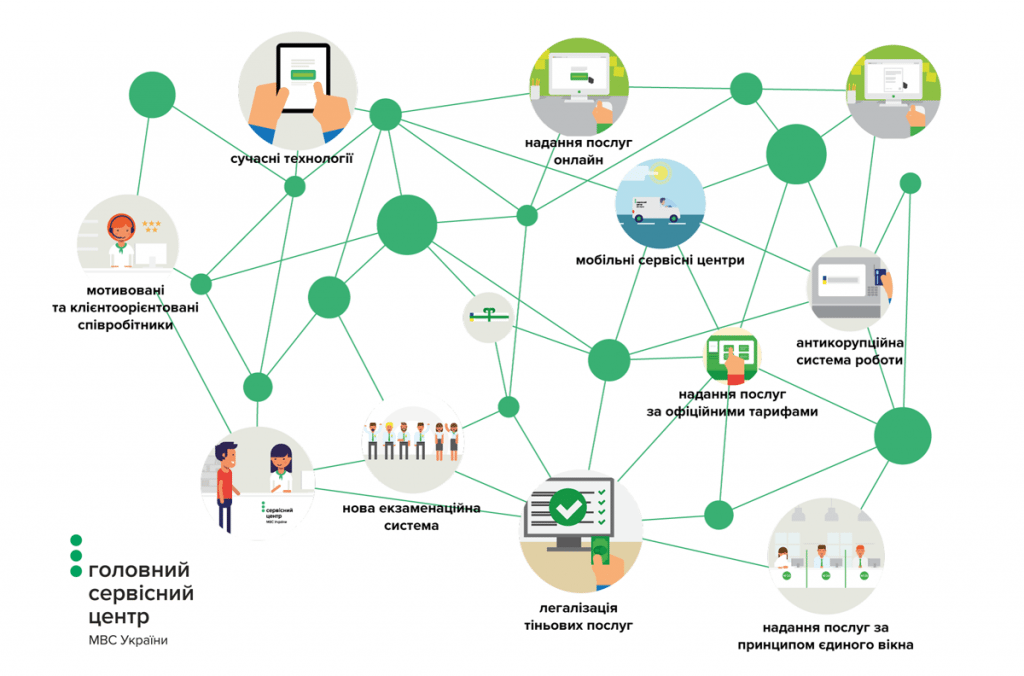 сучасні технології
надання послуг
онлайн
мобільні сервісні центри
мотивовані
та клієнтоорієнтовані
співробітники
антикорупційна
система роботи
надання послуг
за офіційними тарифами
нова екзаменаційна
система
сервісний
центр
МВС України
легалізація
тіньових послуг
надання послуг за
принципом єдиного вікна
головний
сервісний
центр
МВС України